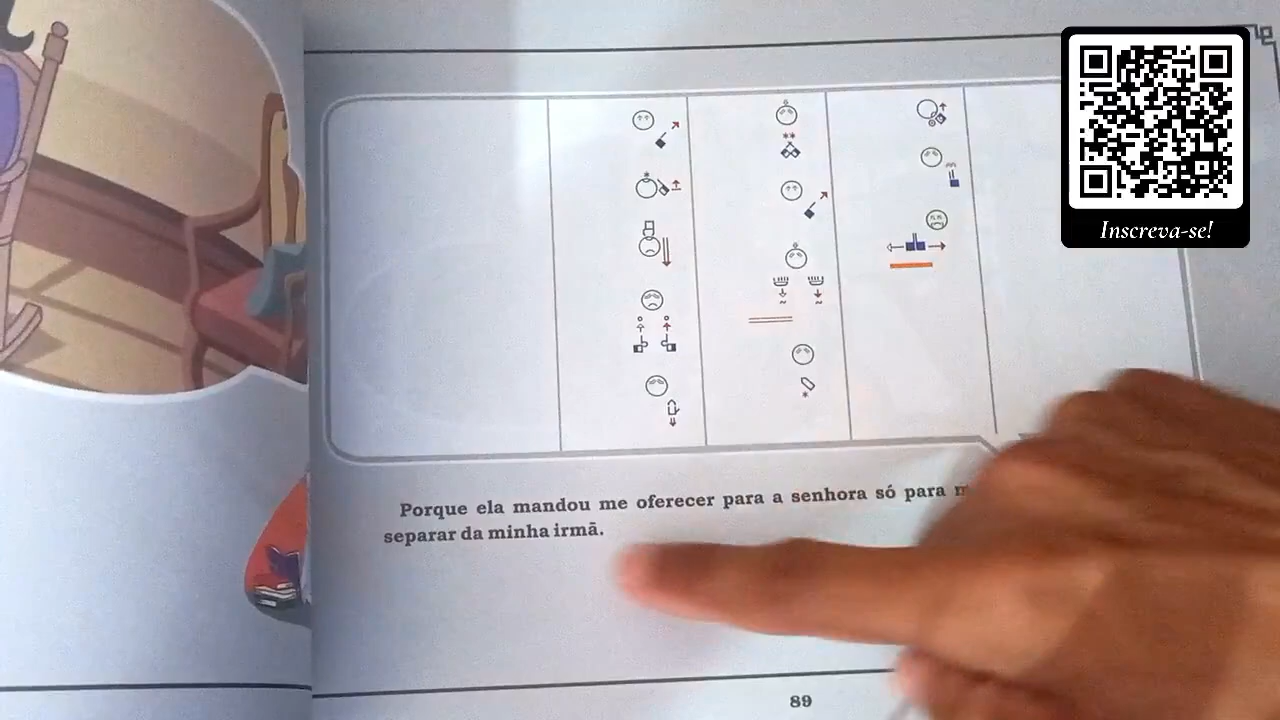 Inscreva-se!
Porque ela mandou me oferecer para a senhora só para
separar da minha irmã.
89